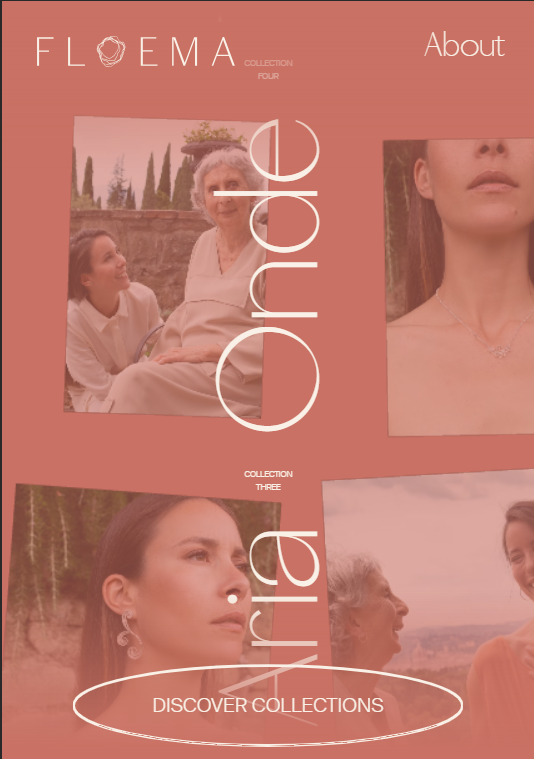 FLOEMA
About
COLLECTION
FOUR
Onde
COLLECTION
THREE
Aria
DISCOVER COLLECTIONS